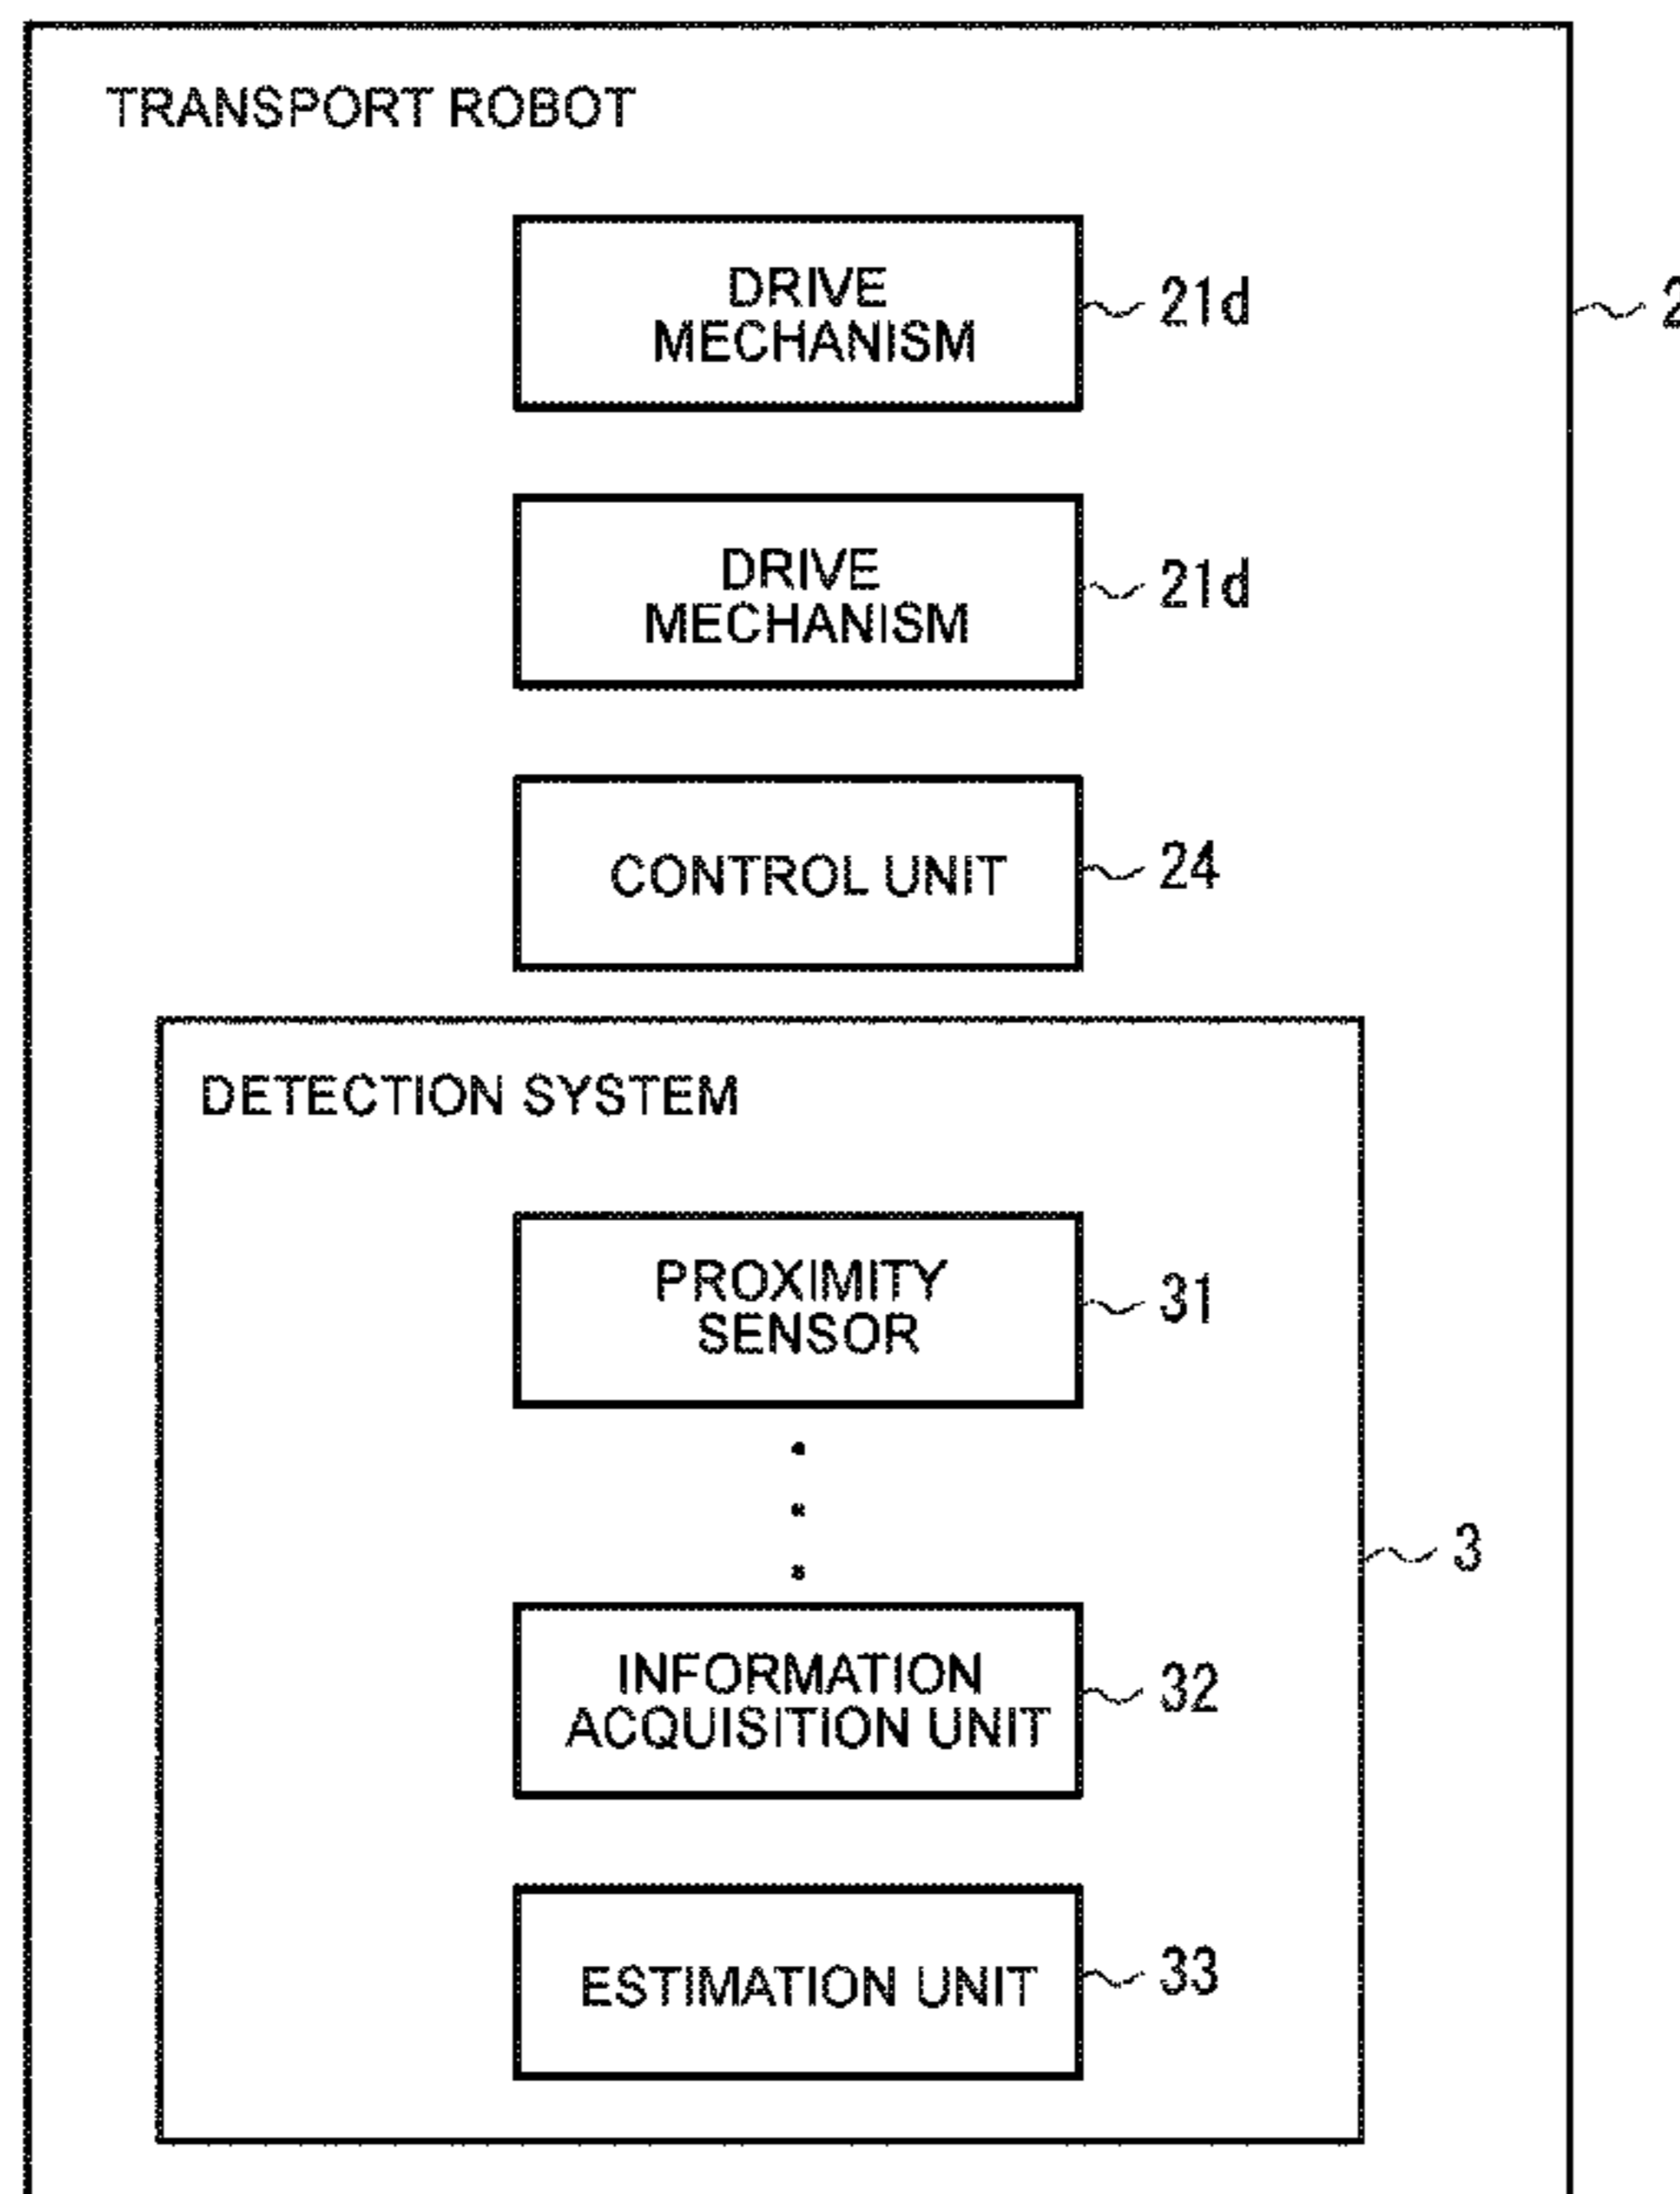 TRANSPORT ROBOT
DRIVE
MECHANISM
21d
2
DRIVE
MECHANISM
21d
CONTROL UNIT
24
DETECTION SYSTEM
PROXIMITY
SENSOR
31
3
INFORMATION
ACQUISITION UNIT
32
ESTIMATION UNIT
33